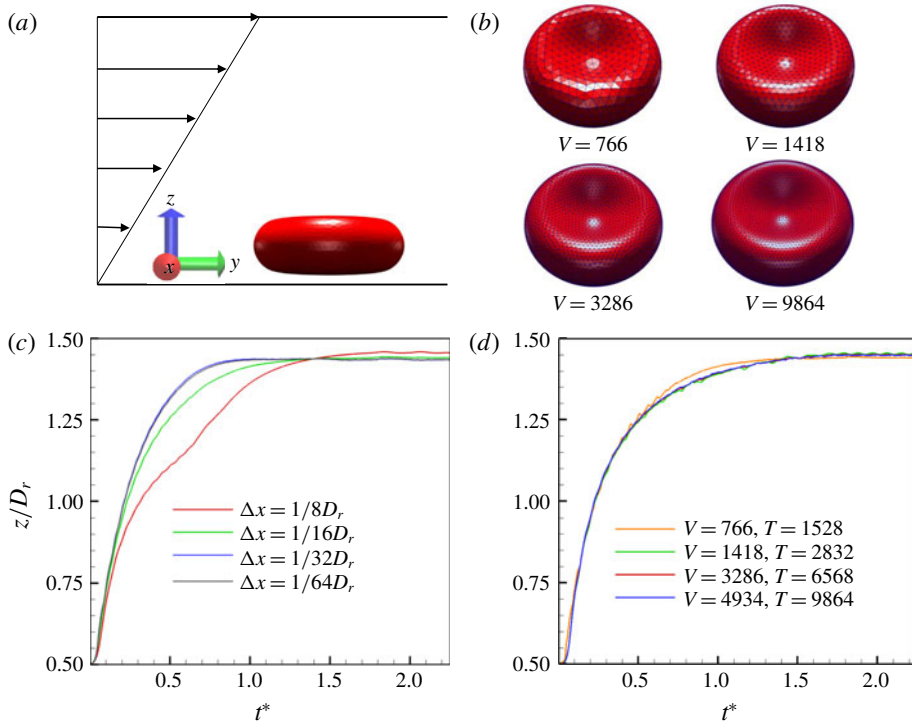 (a)
z
x
y
(b)
V = 766
V = 1418
V = 3286
V = 9864
(c)
1.50
1.25
1.00
0.75
0.50
z/D_r
Δx = 1/8D_r
Δx = 1/16D_r
Δx = 1/32D_r
Δx = 1/64D_r
0.5
1.0
1.5
2.0
t*
(d)
1.50
1.25
1.00
0.75
0.50
V = 766, T = 1528
V = 1418, T = 2832
V = 3286, T = 6568
V = 4934, T = 9864
0.5
1.0
1.5
2.0
t*